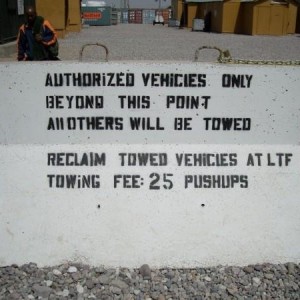 AUTHORIZED VEHICLES ONLY
BEYOND THIS POINT
All OTHERS WILL BE TOWED
RECLAIM TOWED VEHICLES AT LTF
TOWING FEE: 25 PUSHUPS